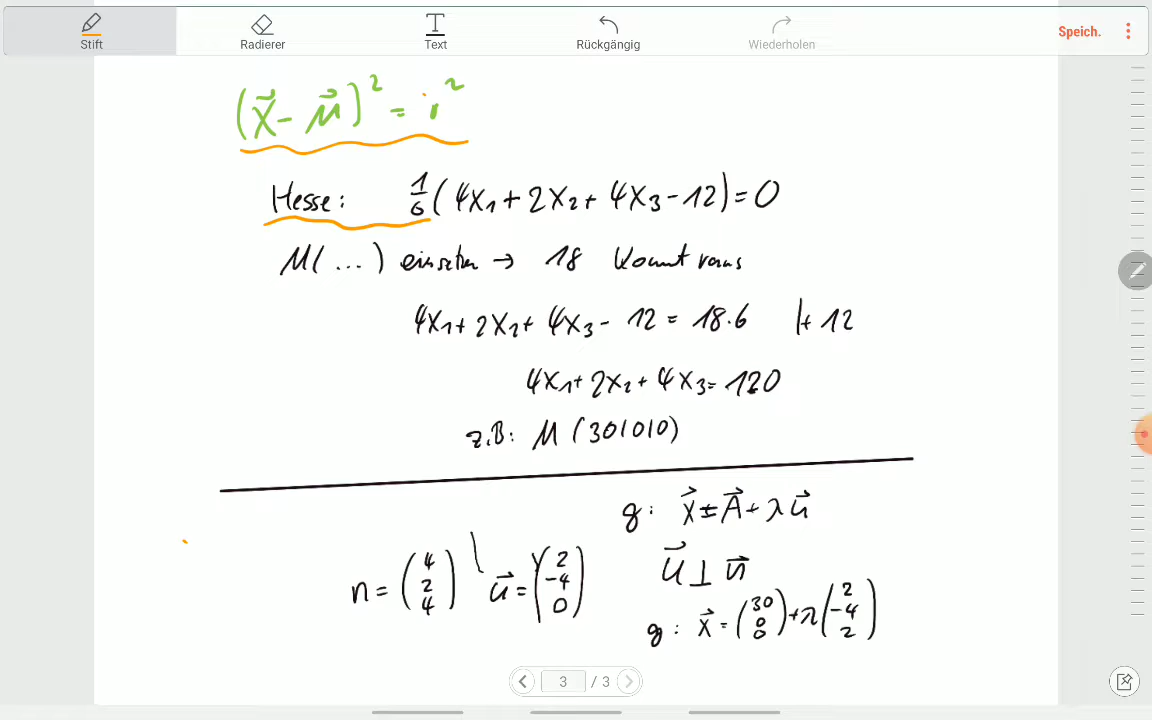 Stift Radierer Text Rückgängig Wiederholen Speich.
(x⃗ - μ⃗)² = r²
Hesse: 1/6 (4x₁ + 2x₂ + 4x₃ - 12) = 0
M(...) einsetzen → 18 kommt raus
4x₁ + 2x₂ + 4x₃ - 12 = 18·6 |+ 12
4x₁ + 2x₂ + 4x₃ = 120
z.B: M (30|0|0)
g: x⃗ = A⃗ + λu⃗
n = (4 2 4) u⃗ = (2 -4 0) u⃗ ⊥ n⃗
g: x⃗ = (30 0 0) + λ(2 -4 2)
3 / 3